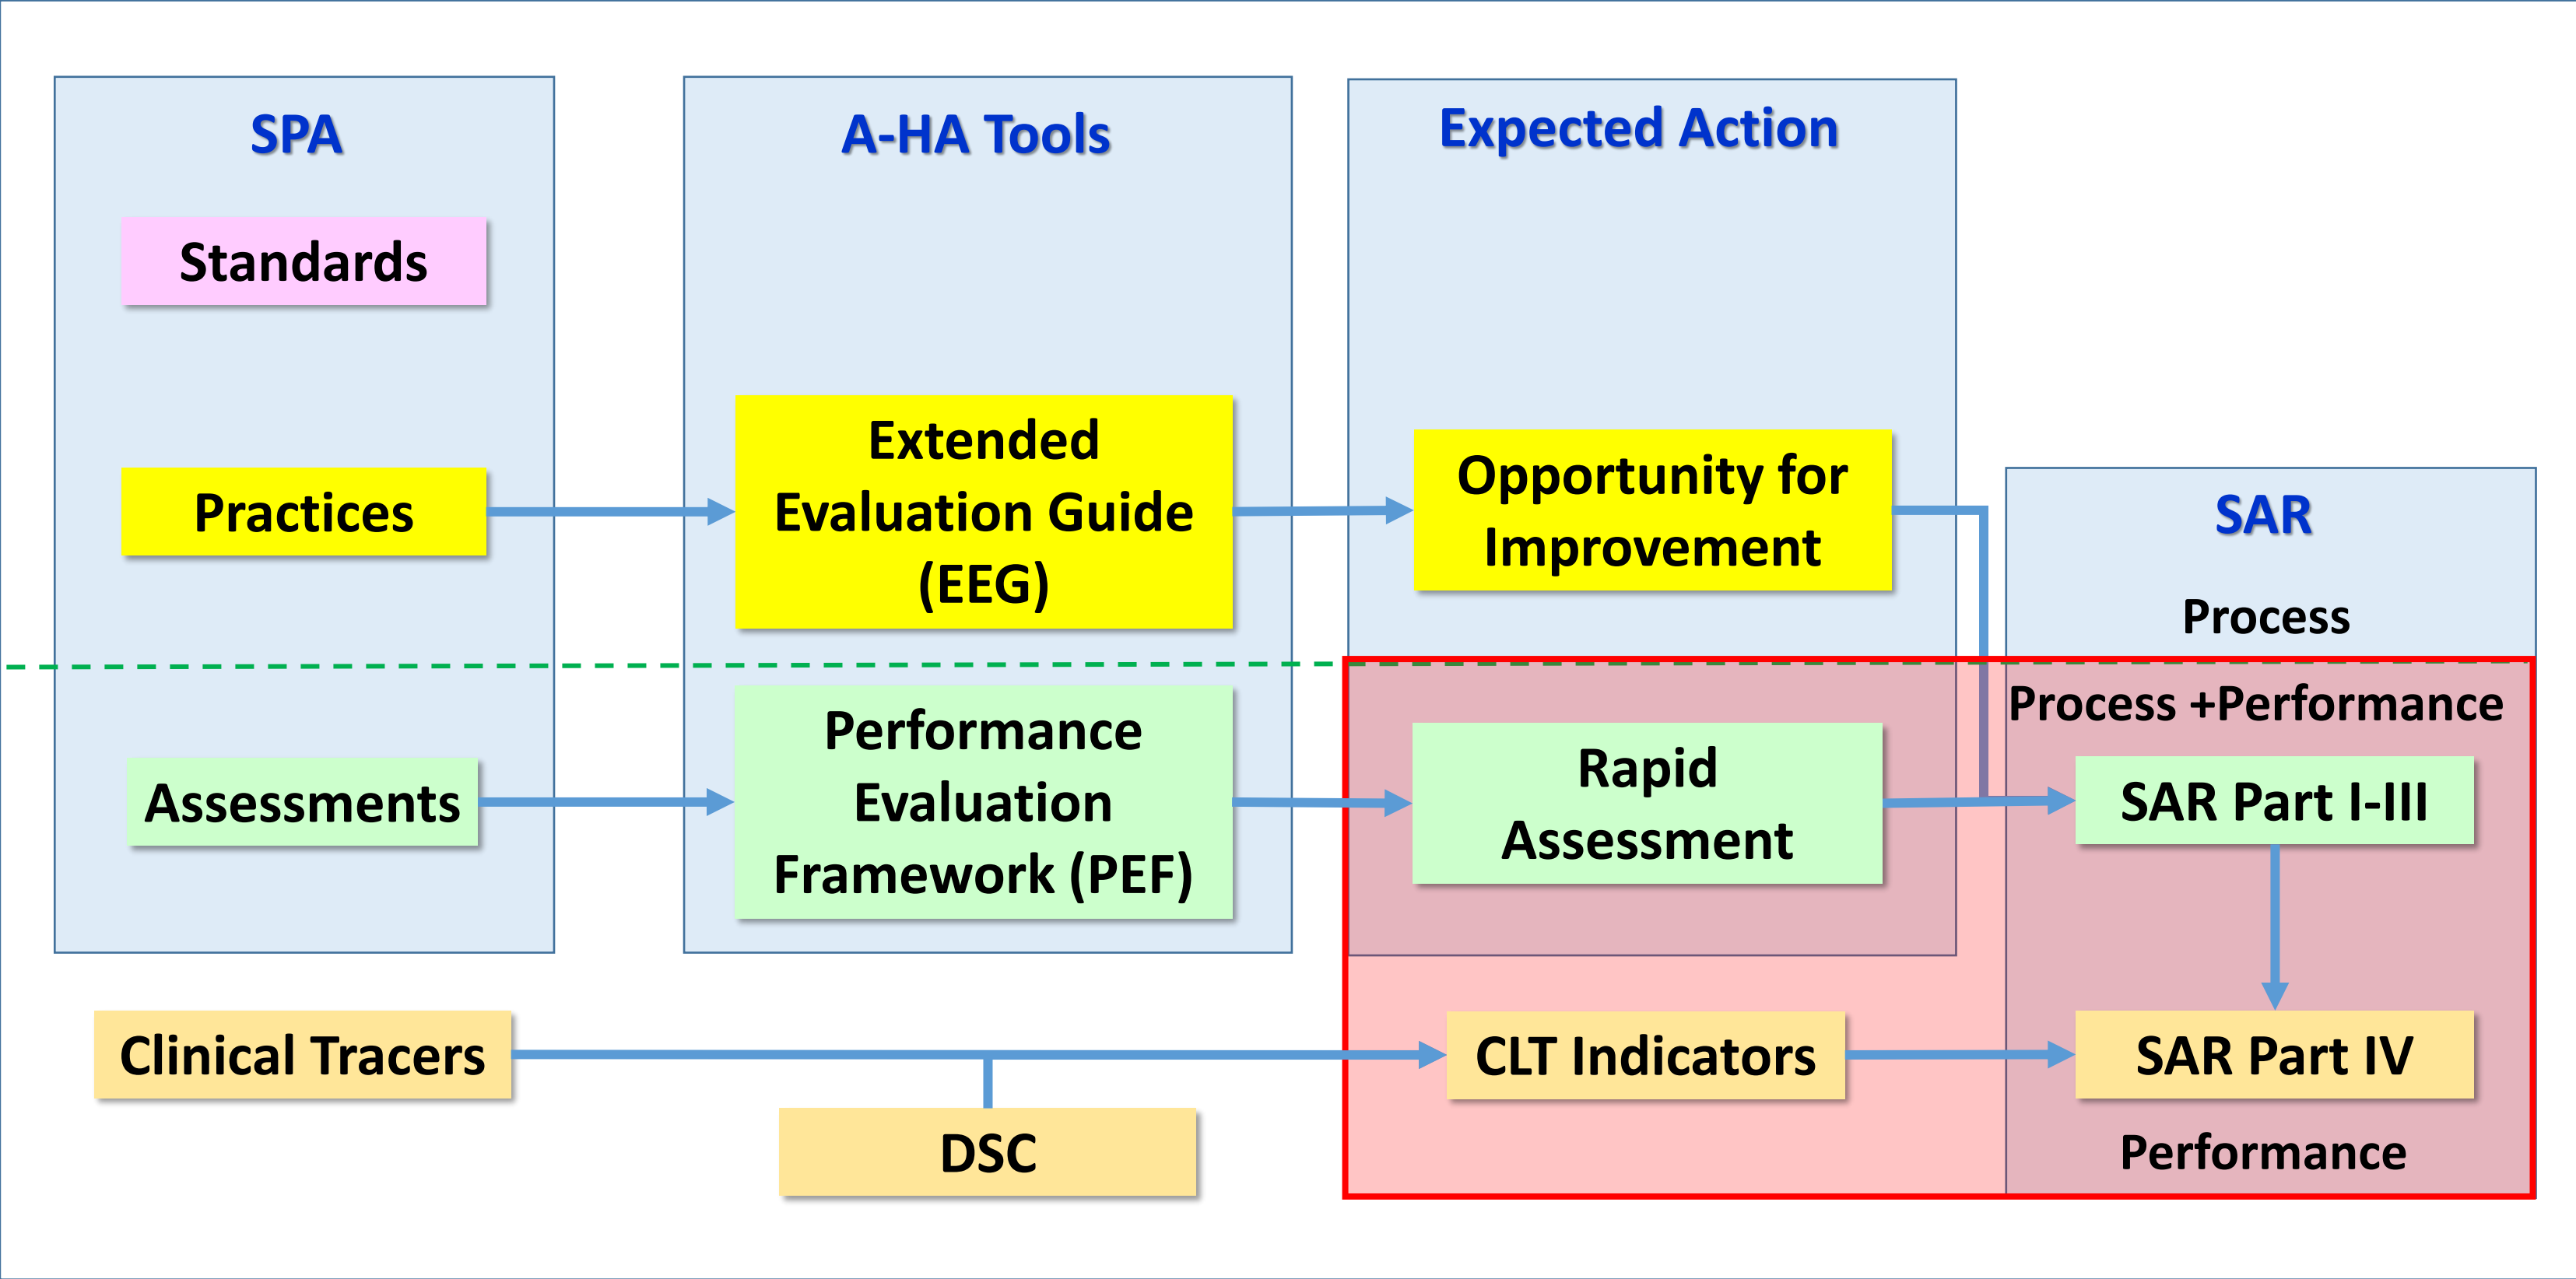 SPA
Standards
Practices
Assessments
Clinical Tracers
A-HA Tools
Extended
Evaluation Guide
(EEG)
Performance
Evaluation
Framework (PEF)
DSC
Expected Action
Opportunity for
Improvement
Rapid
Assessment
CLT Indicators
SAR
Process
Process +Performance
SAR Part I-III
SAR Part IV
Performance